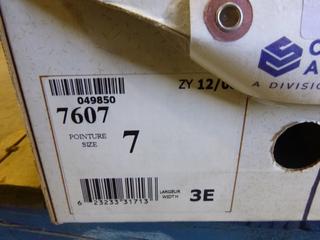 049850
ZY 12/0
7607
POINTURE
SIZE
7
LARGEUR
WIDTH
3E
6 23233 31713
A DIVISIO